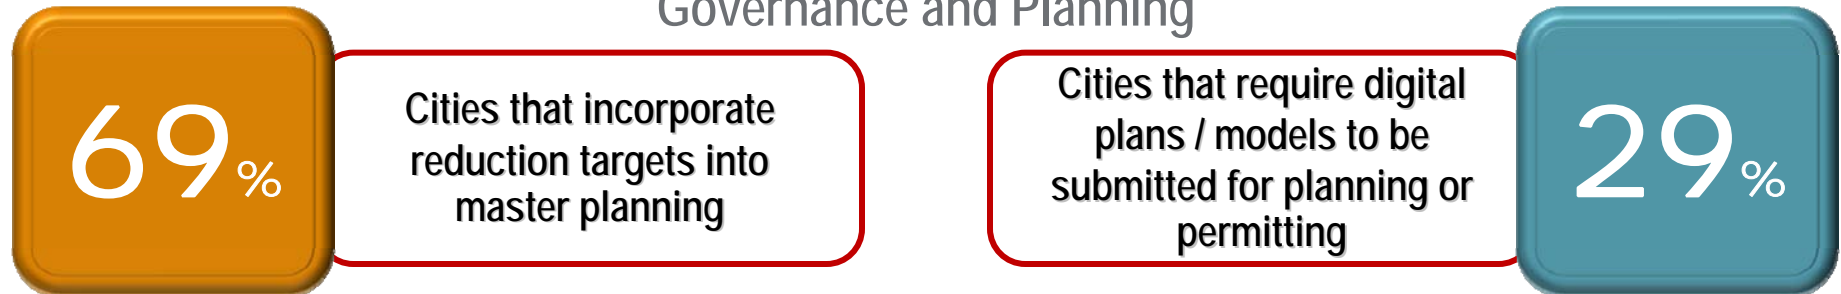 Governance and Planning
69%
Cities that incorporate
reduction targets into
master planning
Cities that require digital
plans / models to be
submitted for planning or
permitting
29%